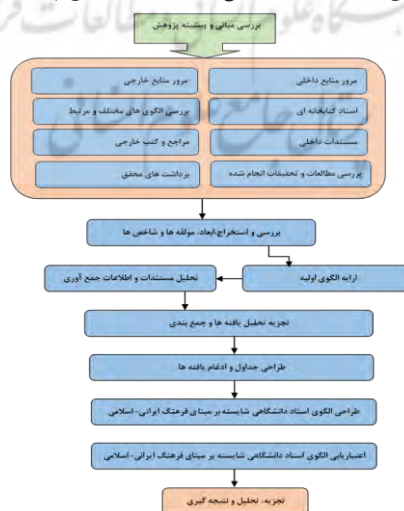 بررسی مبانی و پیشینه پژوهش
مرور منابع داخلی
مرور منابع خارجی
اسناد کتابخانه ای
بررسی الگوی های مختلف و مرتبط
مستندات داخلی
مراجع و کتب خارجی
بررسی مطالعات و تحقیقات انجام شده
برداشت های محقق
بررسی و استخراج ابعاد، مولفه ها و شاخص ها
ارایه الگوی اولیه
تحلیل مستندات و اطلاعات جمع آوری
تجزیه تحلیل یافته ها و جمع بندی
طراحی جداول و ادغام یافته ها
طراحی الگوی استاد دانشگاهی شایسته بر مبنای فرهنگ ایرانی- اسلامی
اعتباریابی الگوی استاد دانشگاهی شایسته بر مبنای فرهنگ ایرانی- اسلامی
تجزیه، تحلیل و نتیجه گیری